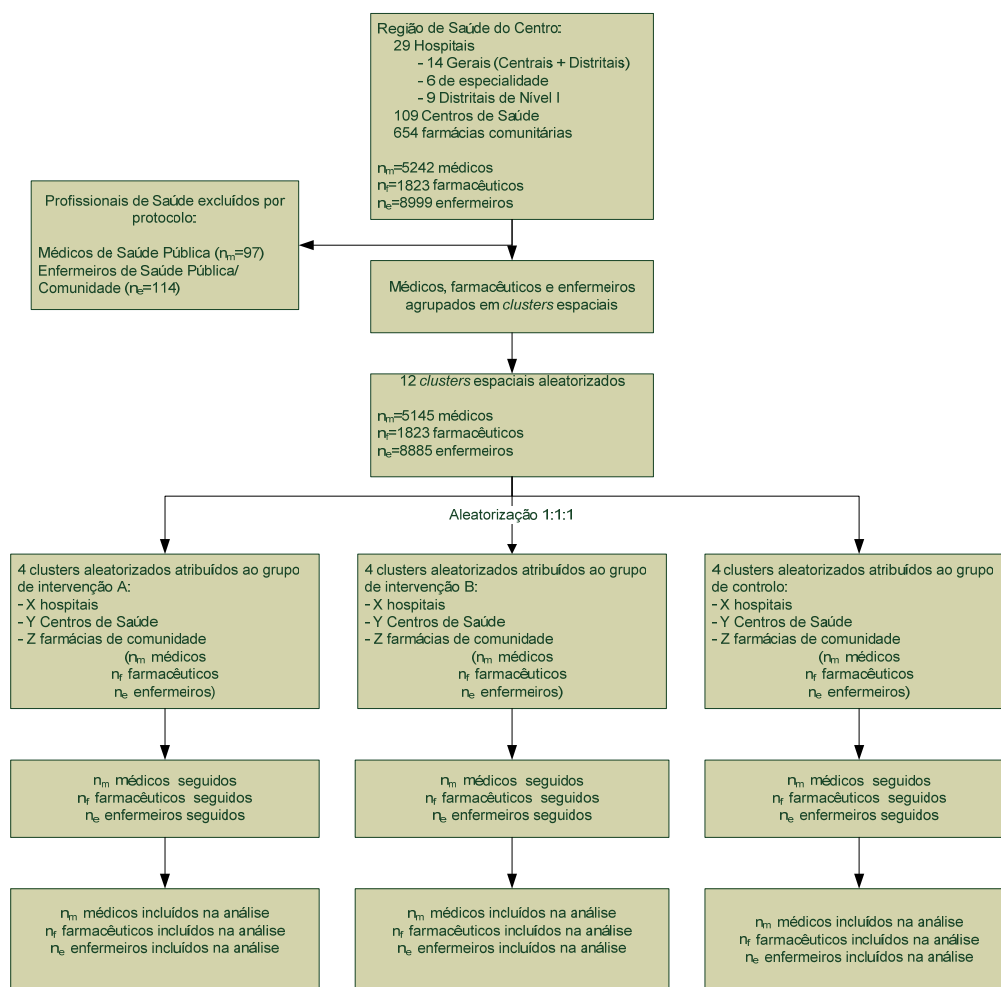 Região de Saúde do Centro:
29 Hospitais
- 14 Gerais (Centrais + Distritais)
- 6 de especialidade
- 9 Distritais de Nível I
109 Centros de Saúde
654 farmácias comunitárias
nm=5242 médicos
nf=1823 farmacêuticos
ne=8999 enfermeiros
Profissionais de Saúde excluídos por
protocolo:
Médicos de Saúde Pública (nm=97)
Enfermeiros de Saúde Pública/
Comunidade (ne=114)
Médicos, farmacêuticos e enfermeiros
agrupados em clusters espaciais
12 clusters espaciais aleatorizados
nm=5145 médicos
nf=1823 farmacêuticos
ne=8885 enfermeiros
Aleatorização 1:1:1
4 clusters aleatorizados atribuídos ao grupo
de intervenção A:
- X hospitais
- Y Centros de Saúde
- Z farmácias de comunidade
(nm médicos
nf farmacêuticos
ne enfermeiros)
4 clusters aleatorizados atribuídos ao grupo
de intervenção B:
- X hospitais
- Y Centros de Saúde
- Z farmácias de comunidade
(nm médicos
nf farmacêuticos
ne enfermeiros)
4 clusters aleatorizados atribuídos ao grupo
de controlo:
- X hospitais
- Y Centros de Saúde
- Z farmácias de comunidade
(nm médicos
nf farmacêuticos
ne enfermeiros)
nm médicos seguidos
nf farmacêuticos seguidos
ne enfermeiros seguidos
nm médicos seguidos
nf farmacêuticos seguidos
ne enfermeiros seguidos
nm médicos seguidos
nf farmacêuticos seguidos
ne enfermeiros seguidos
nm médicos incluídos na análise
nf farmacêuticos incluídos na análise
ne enfermeiros incluídos na análise
nm médicos incluídos na análise
nf farmacêuticos incluídos na análise
ne enfermeiros incluídos na análise
nm médicos incluídos na análise
nf farmacêuticos incluídos na análise
ne enfermeiros incluídos na análise